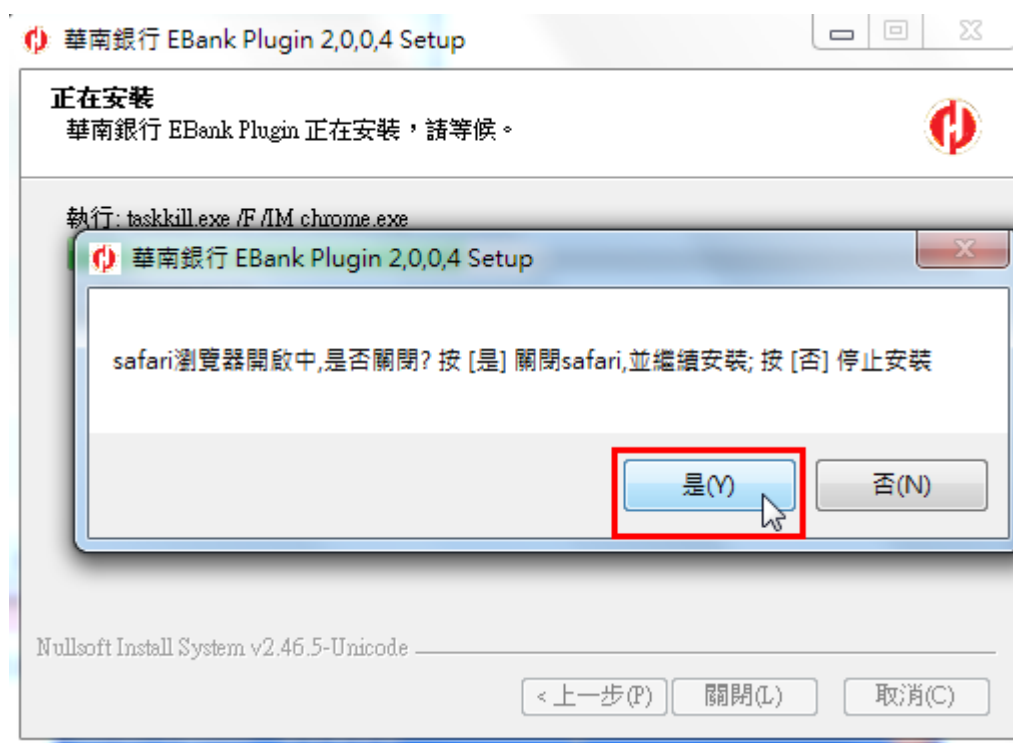 華南銀行 EBank Plugin 2,0,0,4 Setup
正在安裝
華南銀行 EBank Plugin 正在安裝，請等候。
執行: taskkill.exe /F /IM chrome.exe
華南銀行 EBank Plugin 2,0,0,4 Setup
safari瀏覽器開啟中,是否關閉? 按 [是] 關閉safari,並繼續安裝; 按 [否] 停止安裝
是(Y)
否(N)
Nullsoft Install System v2.46.5-Unicode
< 上一步(P)
關閉(L)
取消(C)